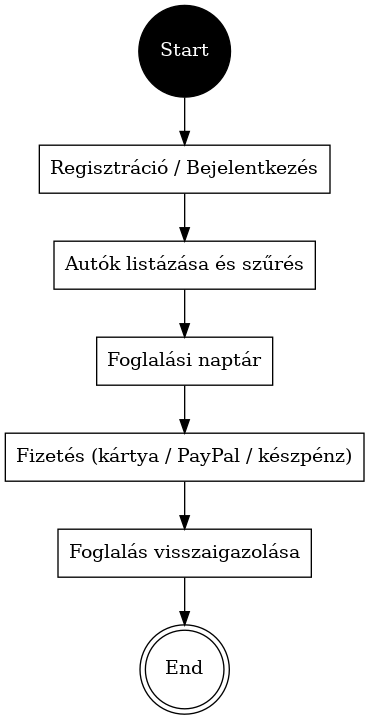 Start
Regisztráció / Bejelentkezés
Autók listázása és szűrés
Foglalási naptár
Fizetés (kártya / PayPal / készpénz)
Foglalás visszaigazolása
End